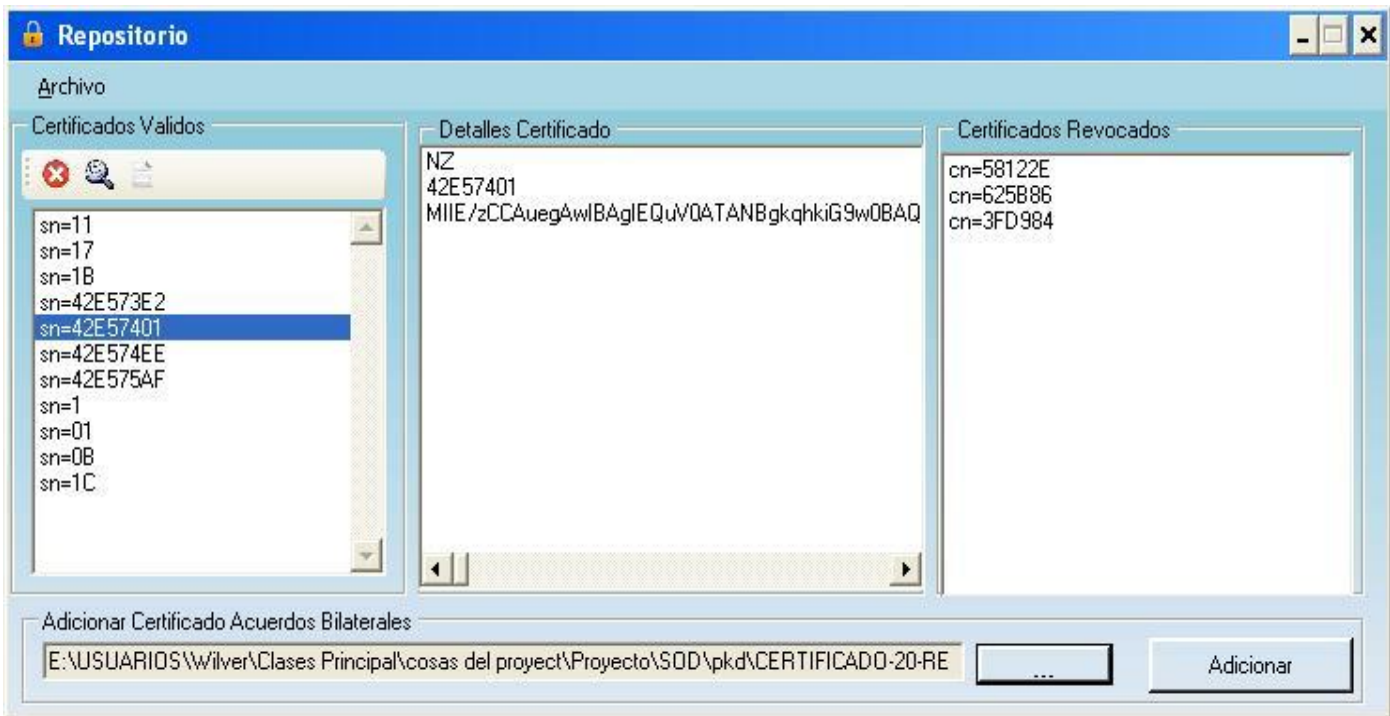 Repositorio
Archivo
Certificados Validos
sn=11
sn=17
sn=1B
sn=42E573E2
sn=42E57401
sn=42E574EE
sn=42E575AF
sn=1
sn=01
sn=0B
sn=1C
Detalles Certificado
NZ
42E57401
MIIE/zCCAuegAwIBAgIEQuV0ATANBgkqhkiG9w0BAQ
Certificados Revocados
cn=58122E
cn=625B86
cn=3FD984
Adicionar Certificado Acuerdos Bilaterales
E:\USUARIOS\Wilver\Clases Principal\cosas del proyect\Proyecto\SOD\pkd\CERTIFICADO-20-RE
...
Adicionar